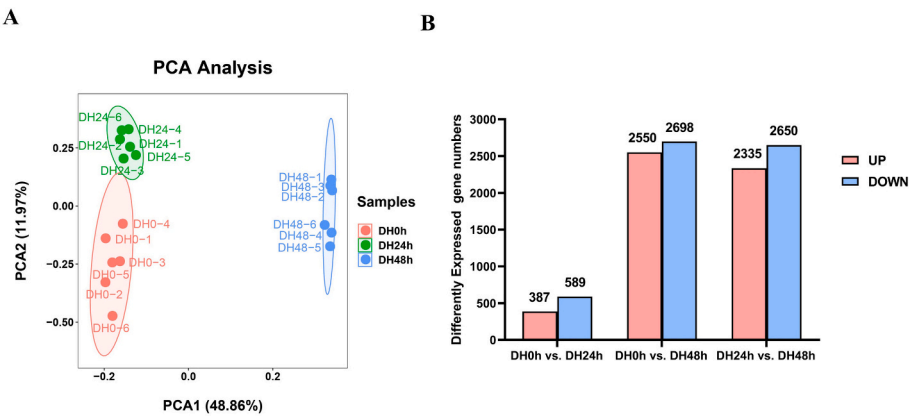 A
PCA Analysis
DH24−6
DH24−4
DH24−2
DH24−1
DH24−5
DH24−3
DH48−1
DH48−3
DH48−2
DH48−6
DH48−4
DH48−5
DH0−4
DH0−1
DH0−3
DH0−5
DH0−2
DH0−6
0.25
0.00
−0.25
−0.50
PCA2 (11.97%)
−0.2
0.0
0.2
PCA1 (48.86%)
Samples
DH0h
DH24h
DH48h
B
Differently Expressed gene numbers
3000
2500
2000
1500
1000
500
0
387
589
2550
2698
2335
2650
DH0h vs. DH24h
DH0h vs. DH48h
DH24h vs. DH48h
UP
DOWN